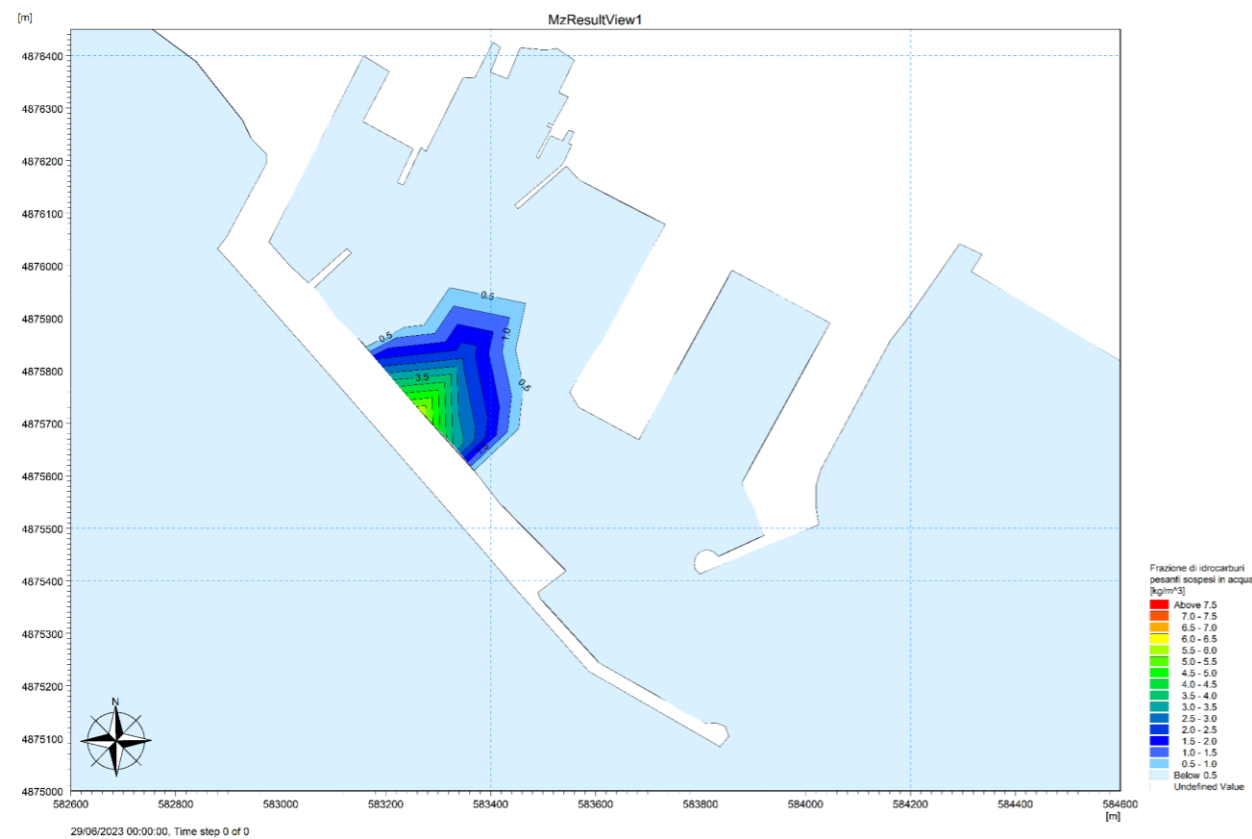 [m]
MzResultView1
4876400
4876300
4876200
4876100
4876000
4875900
4875800
4875700
4875600
4875500
4875400
4875300
4875200
4875100
4875000
0.5
0.5
1.0
3.5
0.5
1.5
N
582600 582800 583000 583200 583400 583600 583800 584000 584200 584400 584600
[m]
Frazione di idrocarburi
pesanti sospesi in acqua
[kg/m^3]
Above 7.5
7.0 - 7.5
6.5 - 7.0
6.0 - 6.5
5.5 - 6.0
5.0 - 5.5
4.5 - 5.0
4.0 - 4.5
3.5 - 4.0
3.0 - 3.5
2.5 - 3.0
2.0 - 2.5
1.5 - 2.0
1.0 - 1.5
0.5 - 1.0
Below 0.5
Undefined Value
29/06/2023 00:00:00, Time step 0 of 0